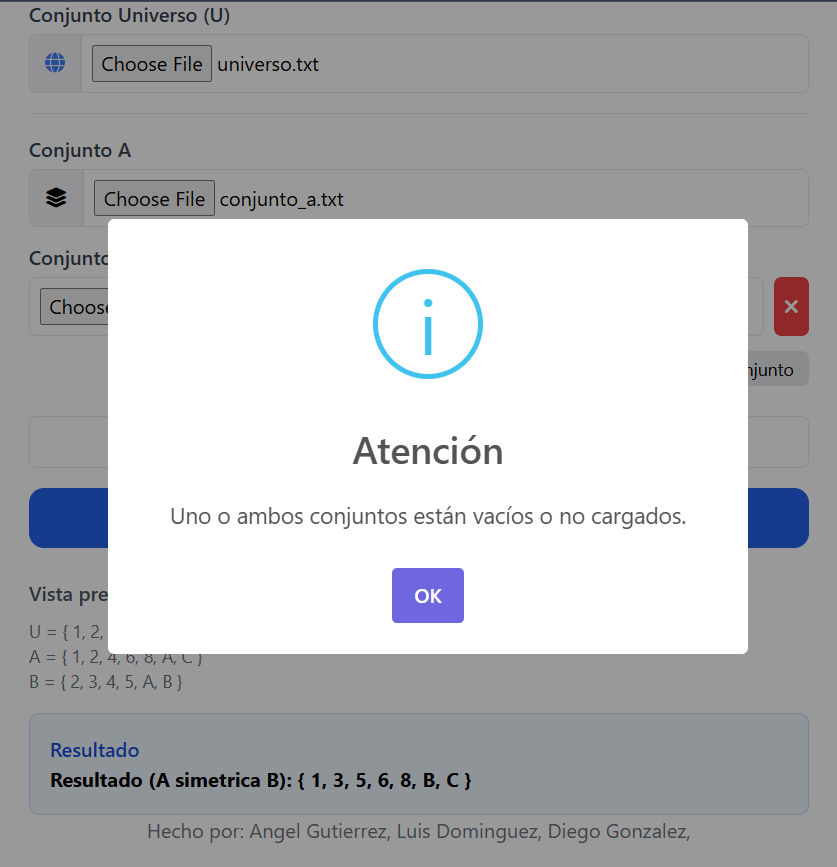 Conjunto Universo (U)
Choose File universo.txt
Conjunto A
Choose File conjunto_a.txt
Conjunto
Choose
njunto
Atención
Uno o ambos conjuntos están vacíos o no cargados.
OK
Vista pre
U = { 1, 2,
A = { 1, 2, 4, 6, 8, A, C }
B = { 2, 3, 4, 5, A, B }
Resultado
Resultado (A simetrica B): { 1, 3, 5, 6, 8, B, C }
Hecho por: Angel Gutierrez, Luis Dominguez, Diego Gonzalez,